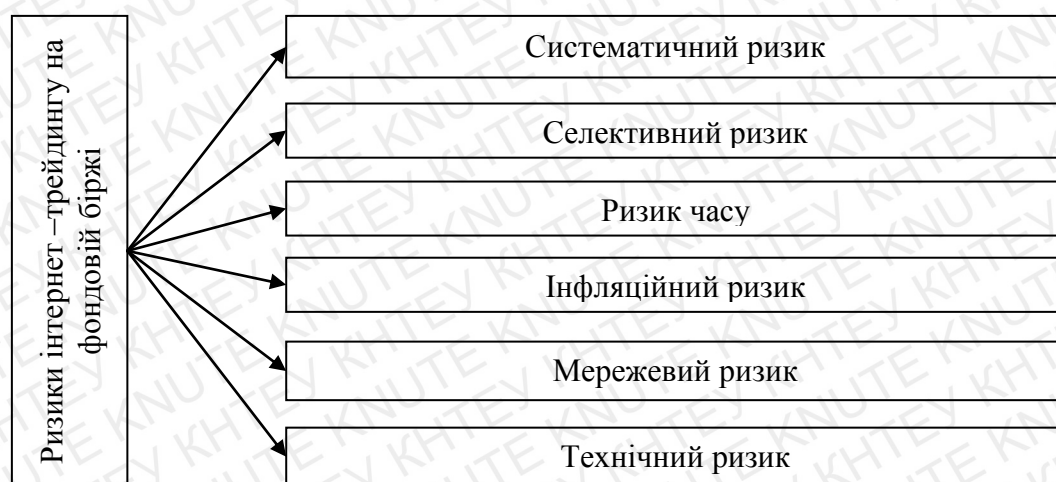 Ризики інтернет –трейдингу на
фондовій біржі
Систематичний ризик
Селективний ризик
Ризик часу
Інфляційний ризик
Мережевий ризик
Технічний ризик